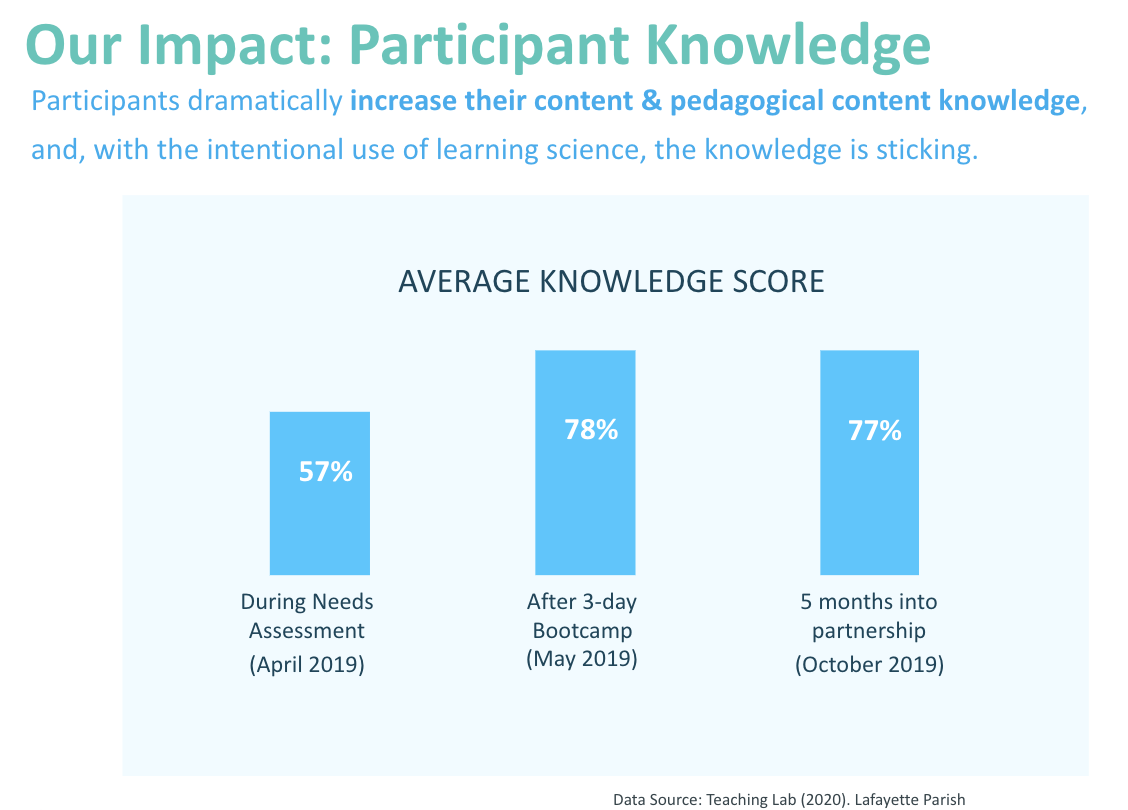 Our Impact: Participant Knowledge
Participants dramatically increase their content & pedagogical content knowledge,
and, with the intentional use of learning science, the knowledge is sticking.
AVERAGE KNOWLEDGE SCORE
57%
78%
77%
During Needs
Assessment
(April 2019)
After 3-day
Bootcamp
(May 2019)
5 months into
partnership
(October 2019)
Data Source: Teaching Lab (2020). Lafayette Parish